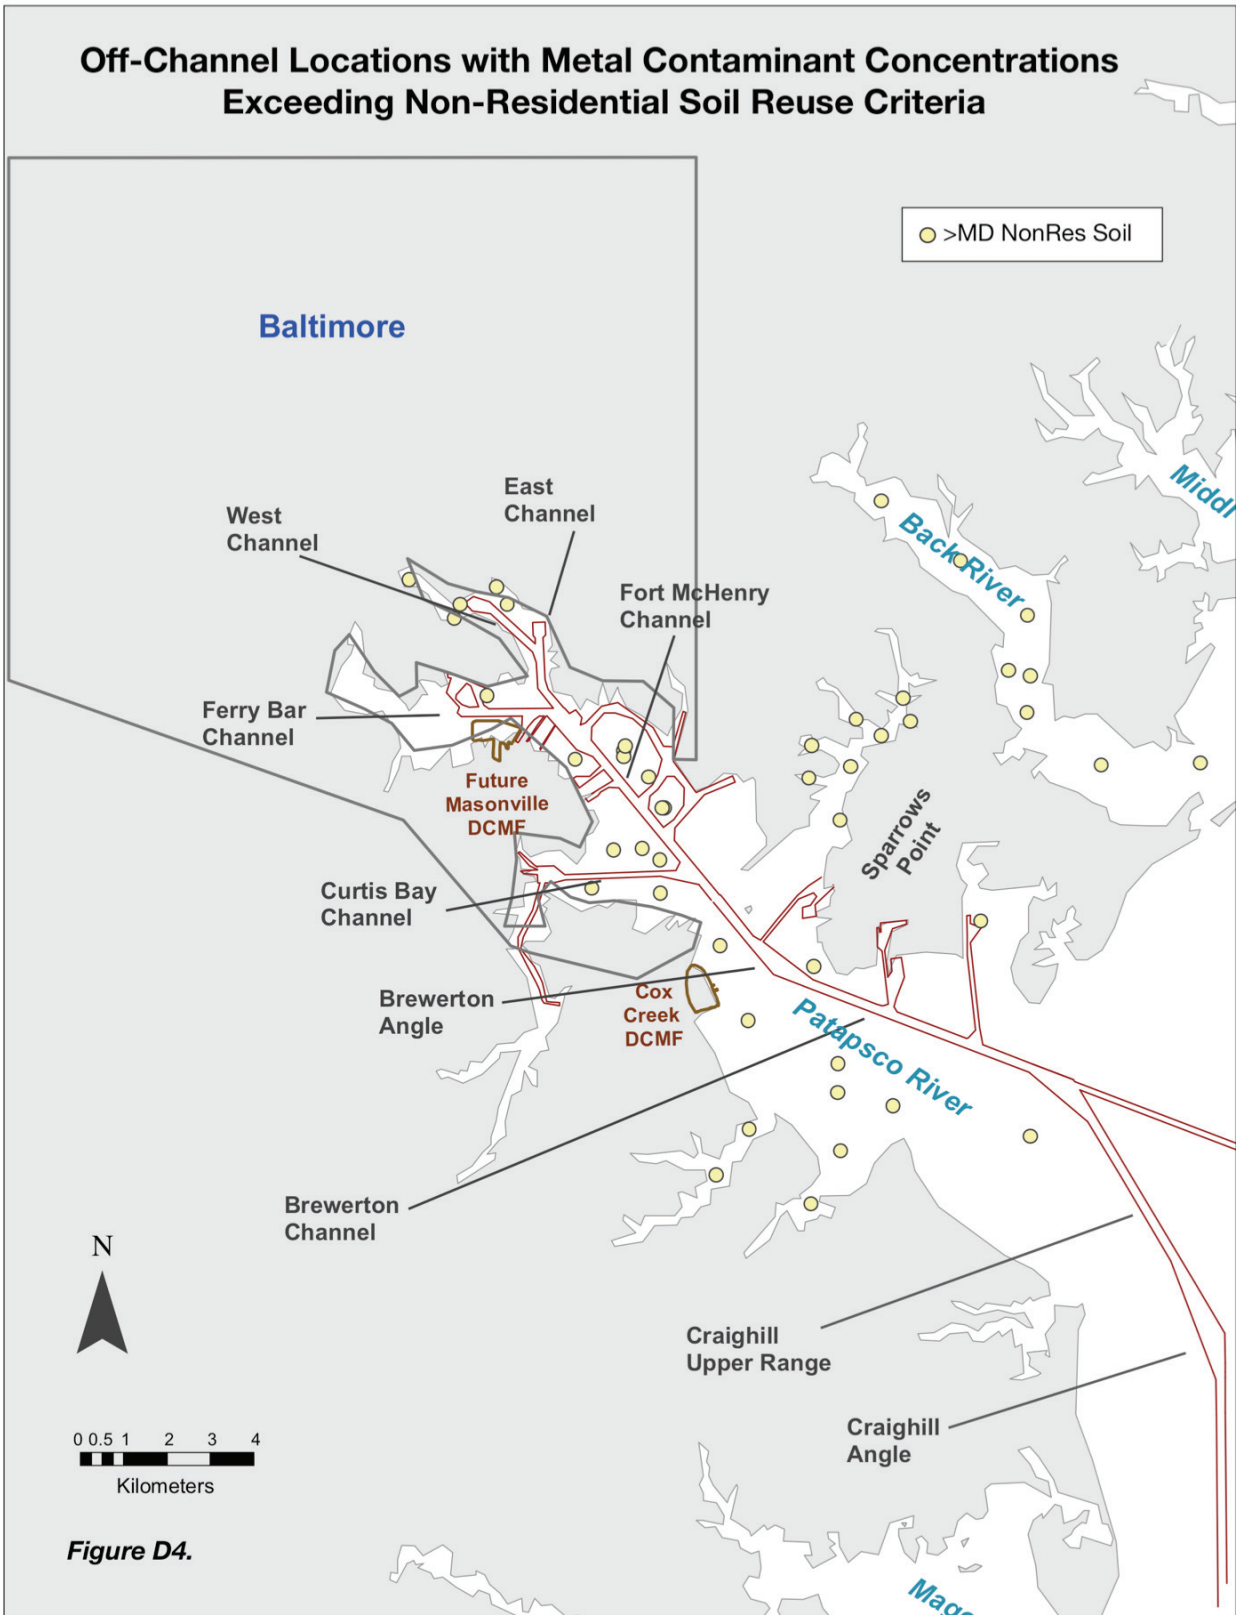 Off-Channel Locations with Metal Contaminant Concentrations
Exceeding Non-Residential Soil Reuse Criteria
>MD NonRes Soil
Baltimore
Middl
East
Channel
West
Channel
Back River
Fort McHenry
Channel
Ferry Bar
Channel
Future
Masonville
DCMF
Sparrows
Point
Curtis Bay
Channel
Brewerton
Angle
Cox
Creek
DCMF
Patapsco River
Brewerton
Channel
N
Craighill
Upper Range
Craighill
Angle
0 0.5 1 2 3 4
Kilometers
Figure D4.
Mago